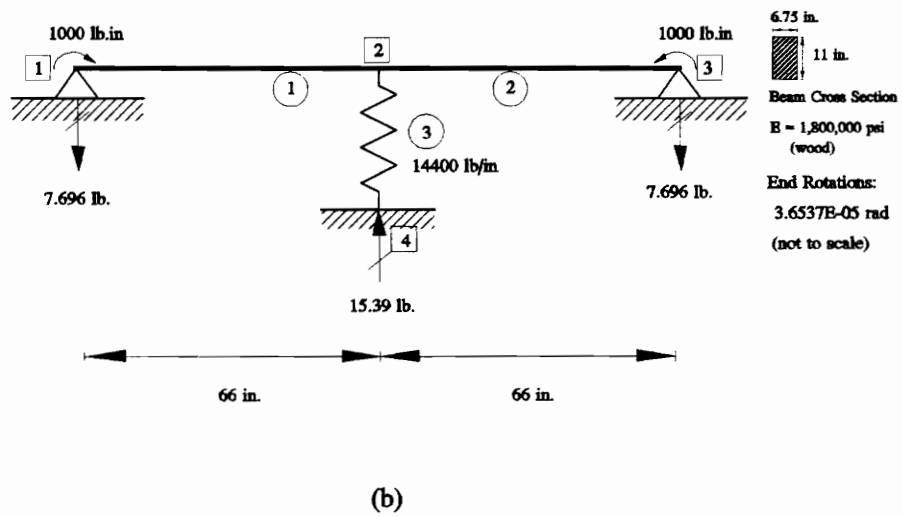 1000 lb.in
1
2
1000 lb.in
3
1
2
3
14400 lb/in
7.696 lb.
7.696 lb.
4
15.39 lb.
66 in.
66 in.
6.75 in.
11 in.
Beam Cross Section
E = 1,800,000 psi
(wood)
End Rotations:
3.6537E-05 rad
(not to scale)
(b)